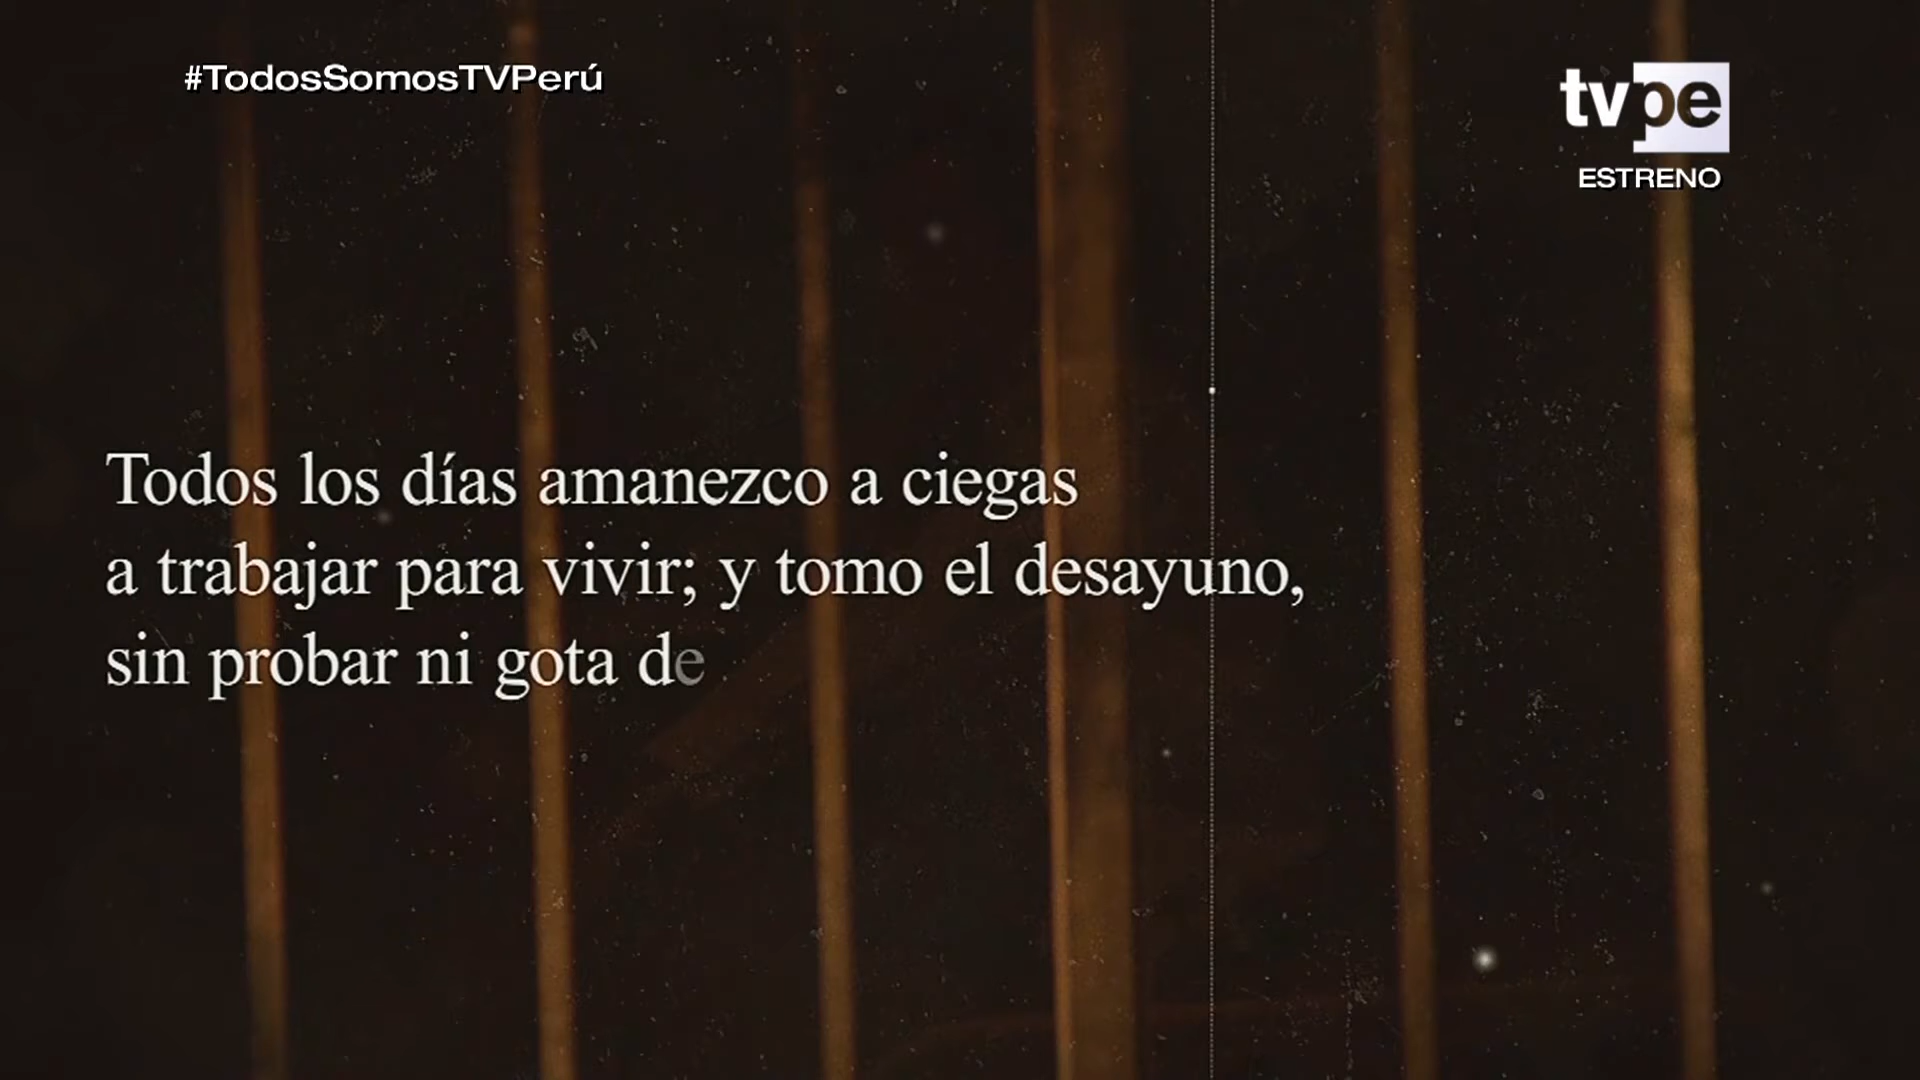 #TodosSomosTVPerú
tvpe
ESTRENO
Todos los días amanezco a ciegas
a trabajar para vivir; y tomo el desayuno,
sin probar ni gota de